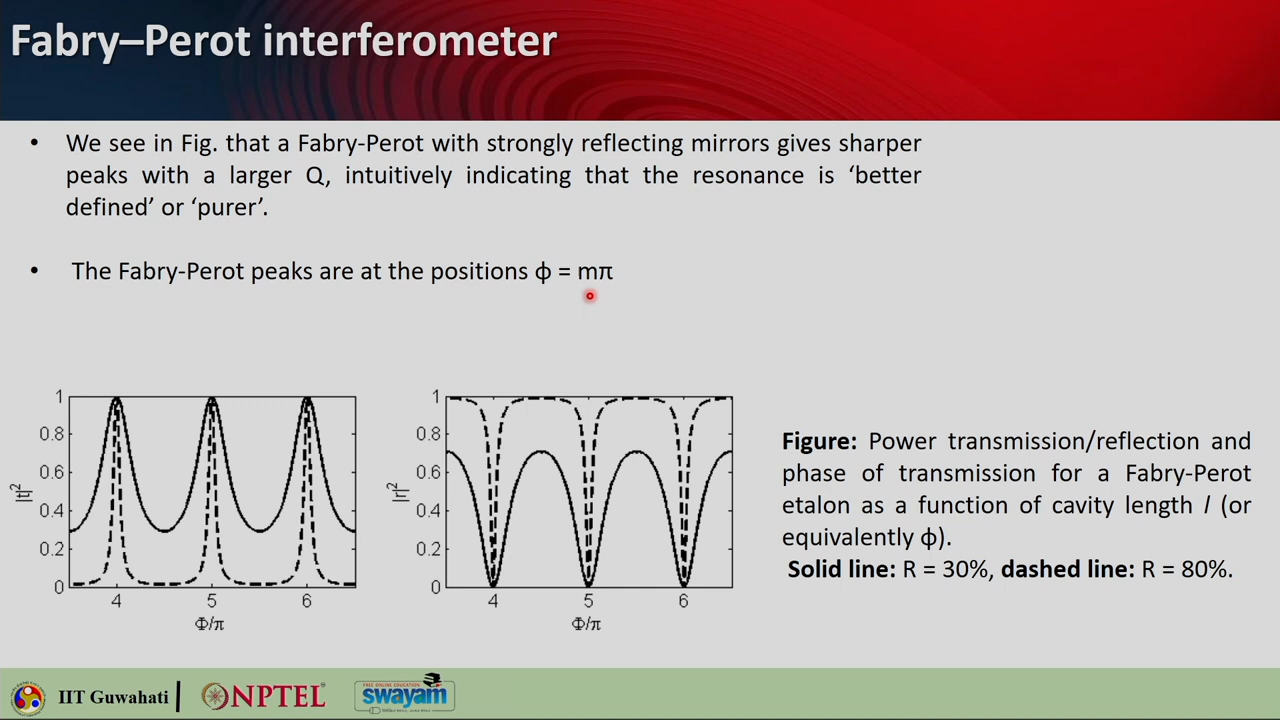 Fabry–Perot interferometer
• We see in Fig. that a Fabry-Perot with strongly reflecting mirrors gives sharper
peaks with a larger Q, intuitively indicating that the resonance is ‘better
defined’ or ‘purer’.
• The Fabry-Perot peaks are at the positions ϕ = mπ
1
0.8
0.6
0.4
0.2
0
|t|²
4 5 6
Φ/π
1
0.8
0.6
0.4
0.2
0
|r|²
4 5 6
Φ/π
Figure: Power transmission/reflection and
phase of transmission for a Fabry-Perot
etalon as a function of cavity length l (or
equivalently ϕ).
Solid line: R = 30%, dashed line: R = 80%.
IIT Guwahati
NPTEL
FREE ONLINE EDUCATION
swayam